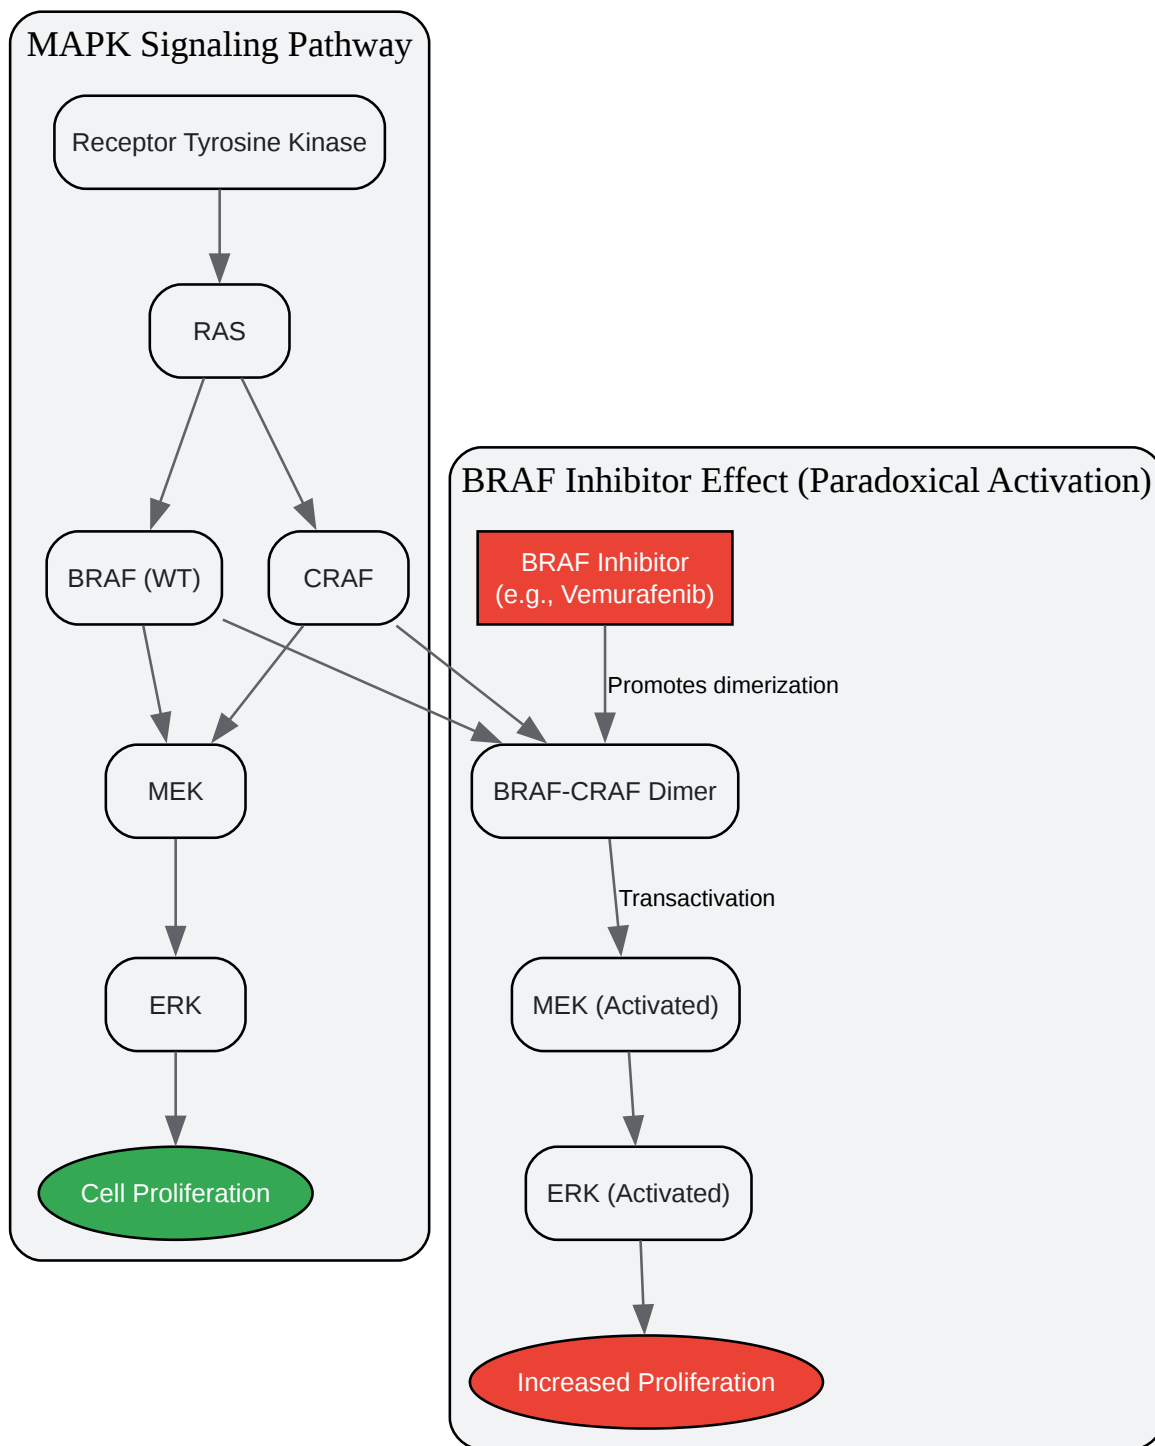 MAPK Signaling Pathway
Receptor Tyrosine Kinase
RAS
BRAF (WT)
CRAF
MEK
ERK
Cell Proliferation
BRAF Inhibitor Effect (Paradoxical Activation)
BRAF Inhibitor
(e.g., Vemurafenib)
Promotes dimerization
BRAF-CRAF Dimer
Transactivation
MEK (Activated)
ERK (Activated)
Increased Proliferation